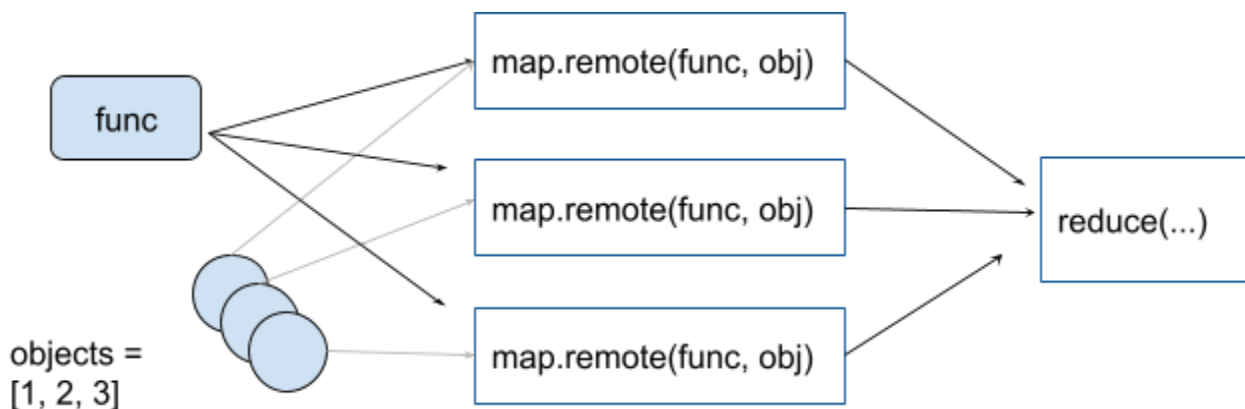 func
objects =
[1, 2, 3]
map.remote(func, obj)
map.remote(func, obj)
map.remote(func, obj)
reduce(...)